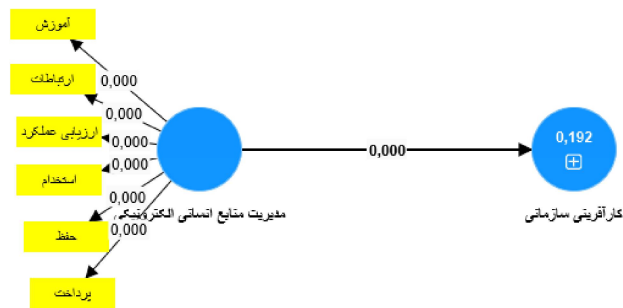 آموزش
0,000
ارتباطات
0,000
ارزیابی عملکرد
0,000
استخدام
0,000
حفظ
0,000
پرداخت
0,000
مدیریت منابع انسانی الکترونیکی
0,000
0,192
کارآفرینی سازمانی